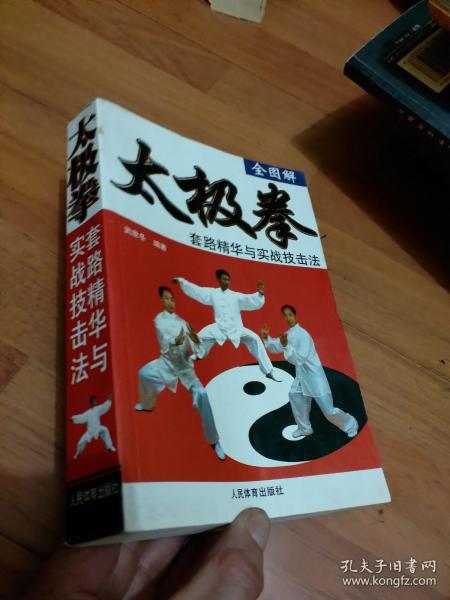 太极拳
套路精华与
实战技击法
人民体育出版社
全图解
太极拳
套路精华与实战技击法
编著
人民体育出版社
孔夫子旧书网
www.kongfz.com